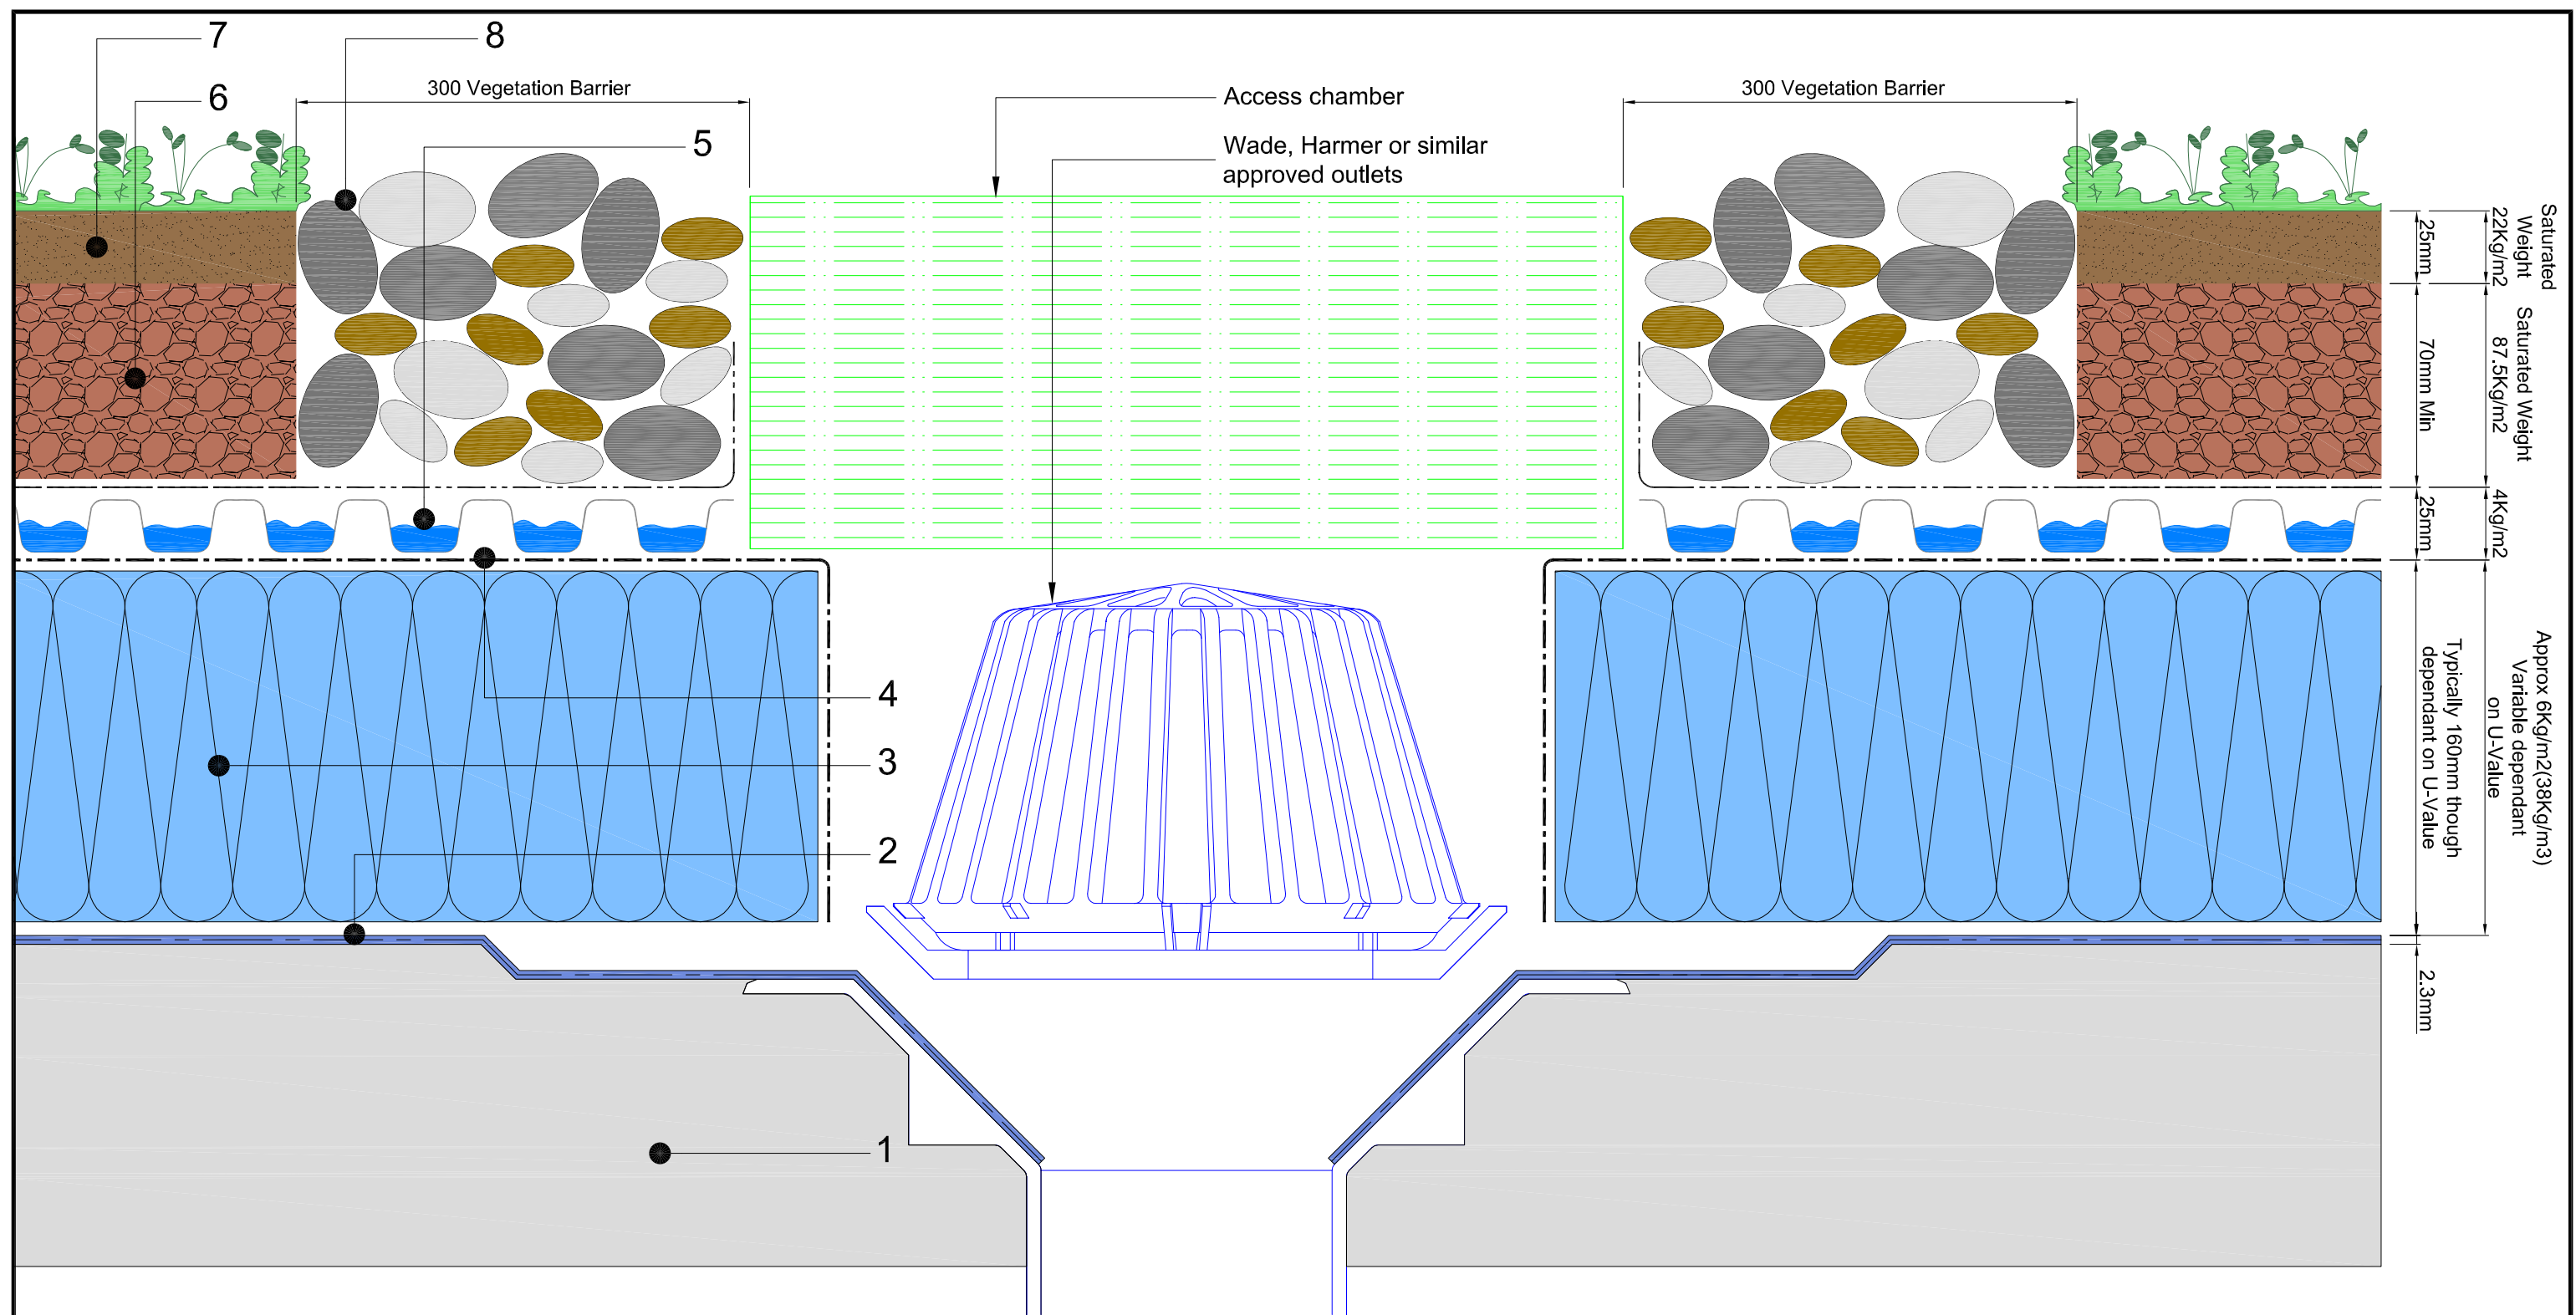 7
8
300 Vegetation Barrier
6
5
Access chamber
Wade, Harmer or similar
approved outlets
300 Vegetation Barrier
4
3
2
1
Saturated
Weight
22Kg/m2
25mm
Saturated Weight
87.5Kg/m2
70mm Min
4Kg/m2
25mm
Approx 6Kg/m2(38Kg/m3)
Variable dependant
on U-Value
Typically 160mm though
dependant on U-Value
2.3mm